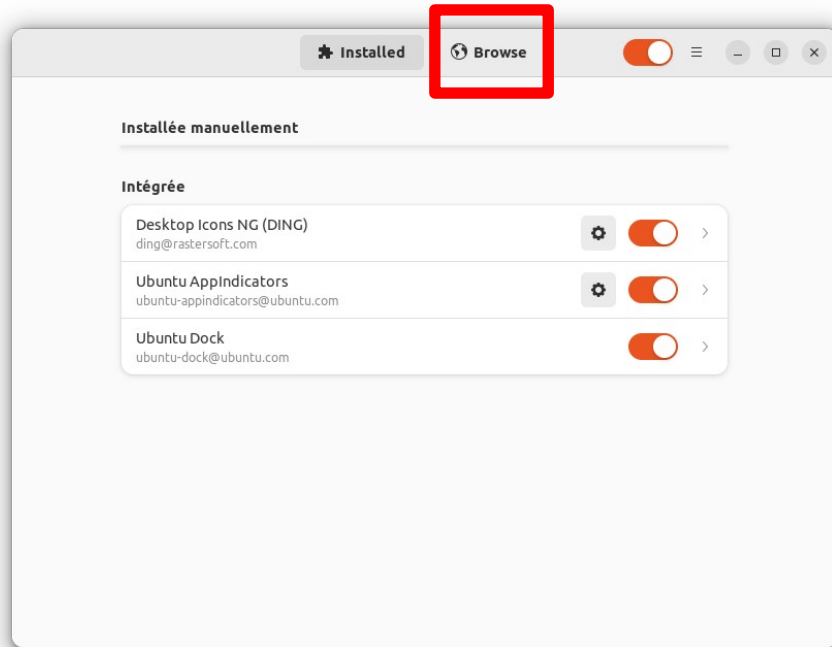 Installed
Browse
Installée manuellement
Intégrée
Desktop Icons NG (DING)
ding@rastersoft.com
Ubuntu AppIndicators
ubuntu-appindicators@ubuntu.com
Ubuntu Dock
ubuntu-dock@ubuntu.com